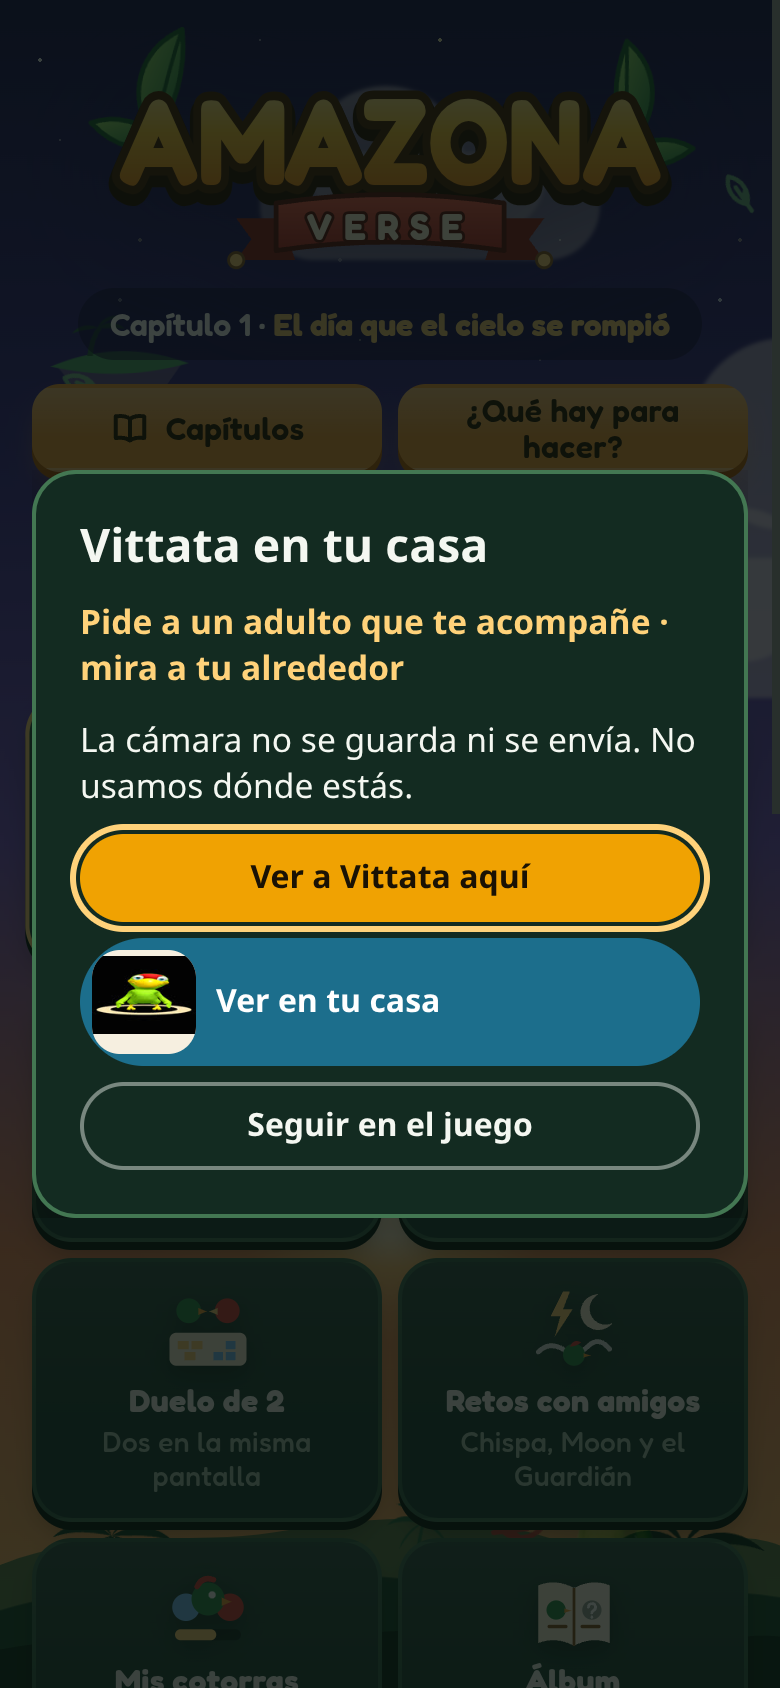 AMAZONA
VERSE
Capítulo 1 · El día que el cielo se rompió
Capítulos
¿Qué hay para
hacer?
Vittata en tu casa
Pide a un adulto que te acompañe ·
mira a tu alrededor
La cámara no se guarda ni se envía. No
usamos dónde estás.
Ver a Vittata aquí
Ver en tu casa
Seguir en el juego
Duelo de 2
Dos en la misma
pantalla
Retos con amigos
Chispa, Moon y el
Guardián
Mis cotorras
Álbum